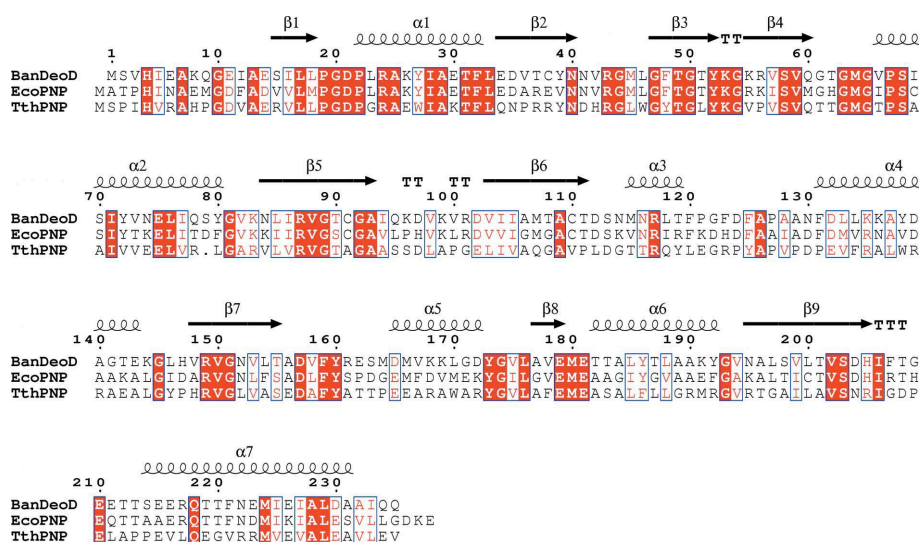 β1 α1 β2 β3 TT β4
1 10 20 30 40 50 60
BanDeoD MSVHIEAKQGEIAESILLPGDPLRAKYIAETFLEDVTCYNNVRGMLGFTGTYKGKRVSVQGTGMGVPSI
EcoPNP MATPHINAEMGDFADVVLMPGDPLRAKYIAETFLEDAREVNNVRGMLGFTGTYKGRKISVMGHGMGIPSC
TthPNP MSPIHVRAHPGDVAERVLLPGDPGRAEWIAKTFLQNPRRYNDHRGLWGYTGLYKGVPVSVQTTGMGTPSA
α2 β5 TT TT β6 α3 α4
70 80 90 100 110 120 130
BanDeoD SIYVNELIQSYGVKNLIRVGTCGAIQKDVKVRDVIIAMTACTDSNMNRLTFPGFDFAPAANFDLLKKAYD
EcoPNP SIYTKELITDFGVKKIIRVGSCGAVLPHVKLRDVVIGMGACTDSKVNRIRFKDHDFAAIADFDMVRNAVD
TthPNP AIVVEELVR.LGARVLVRVGTAGAASSDLAPGELIVAQGAVPLDGTTRQYLEGRPYAPVPDPEVFRALWR
β7 α5 β8 α6 β9 TTT
140 150 160 170 180 190 200
BanDeoD AGTEKGLHVRVGNVLTADVFYRESMDMVKKLGDYGVLAVEMETTALYTLAAKYGVNALSVLTVSDHIFTG
EcoPNP AAKALGIDARVGNLFSADLFYSPDGEMFDVMEKYGILGVEMEAAGIYGVAAEFGAKALTICTVSDHIRTH
TthPNP RAEALGYPHRVGLVASEDAFYATTPEEARAWARYGVLAFEMEASALFLLGRMRGVRTGAILAVSNRIGDP
α7
210 220 230
BanDeoD EETTSEERQTTFNEMIEIALDAAIQQ
EcoPNP EQTTAAERQTTFNDMIKIALESVLLGDKE
TthPNP ELAPPEVLQEGVRRMVEVALEAVLEV